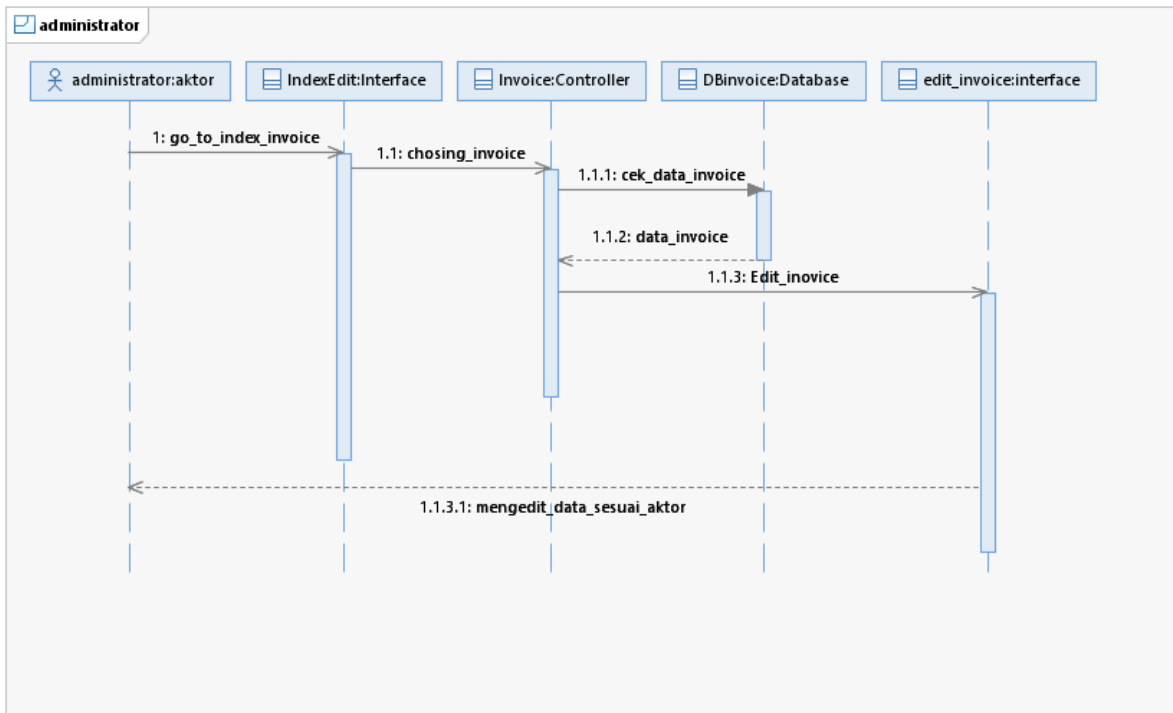 administrator
administrator:aktor
IndexEdit:Interface
Invoice:Controller
DBinvoice:Database
edit_invoice:interface
1: go_to_index_invoice
1.1: chosing_invoice
1.1.1: cek_data_invoice
1.1.2: data_invoice
1.1.3: Edit_inovice
1.1.3.1: mengedit_data_sesuai_aktor